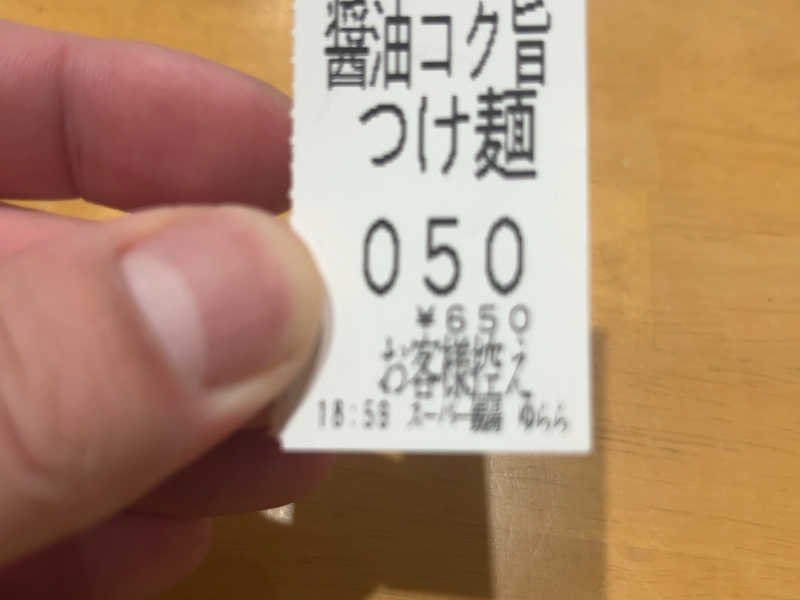 醤油コク旨
つけ麺
050
¥650
お客様控え
18:59 スーパー銭湯 ゆらら